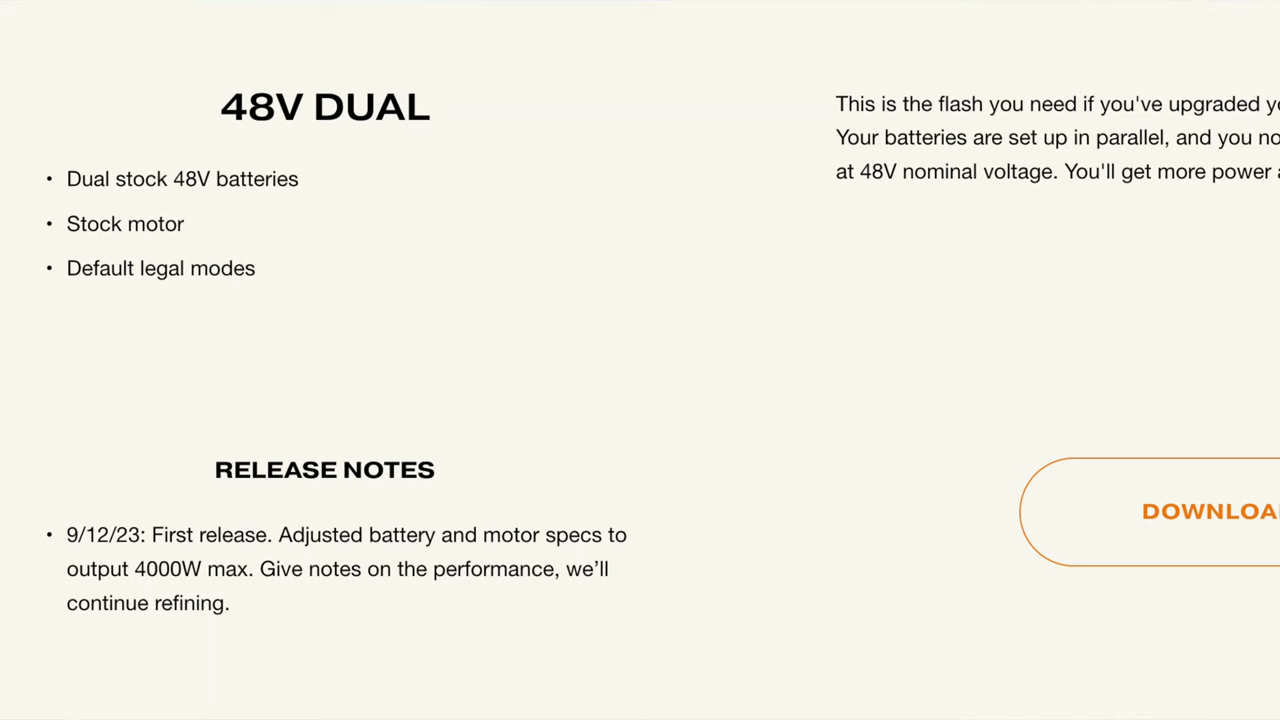 48V DUAL
• Dual stock 48V batteries
• Stock motor
• Default legal modes
This is the flash you need if you've upgraded
Your batteries are set up in parallel, and you
at 48V nominal voltage. You'll get more power
RELEASE NOTES
• 9/12/23: First release. Adjusted battery and motor specs to
output 4000W max. Give notes on the performance, we’ll
continue refining.